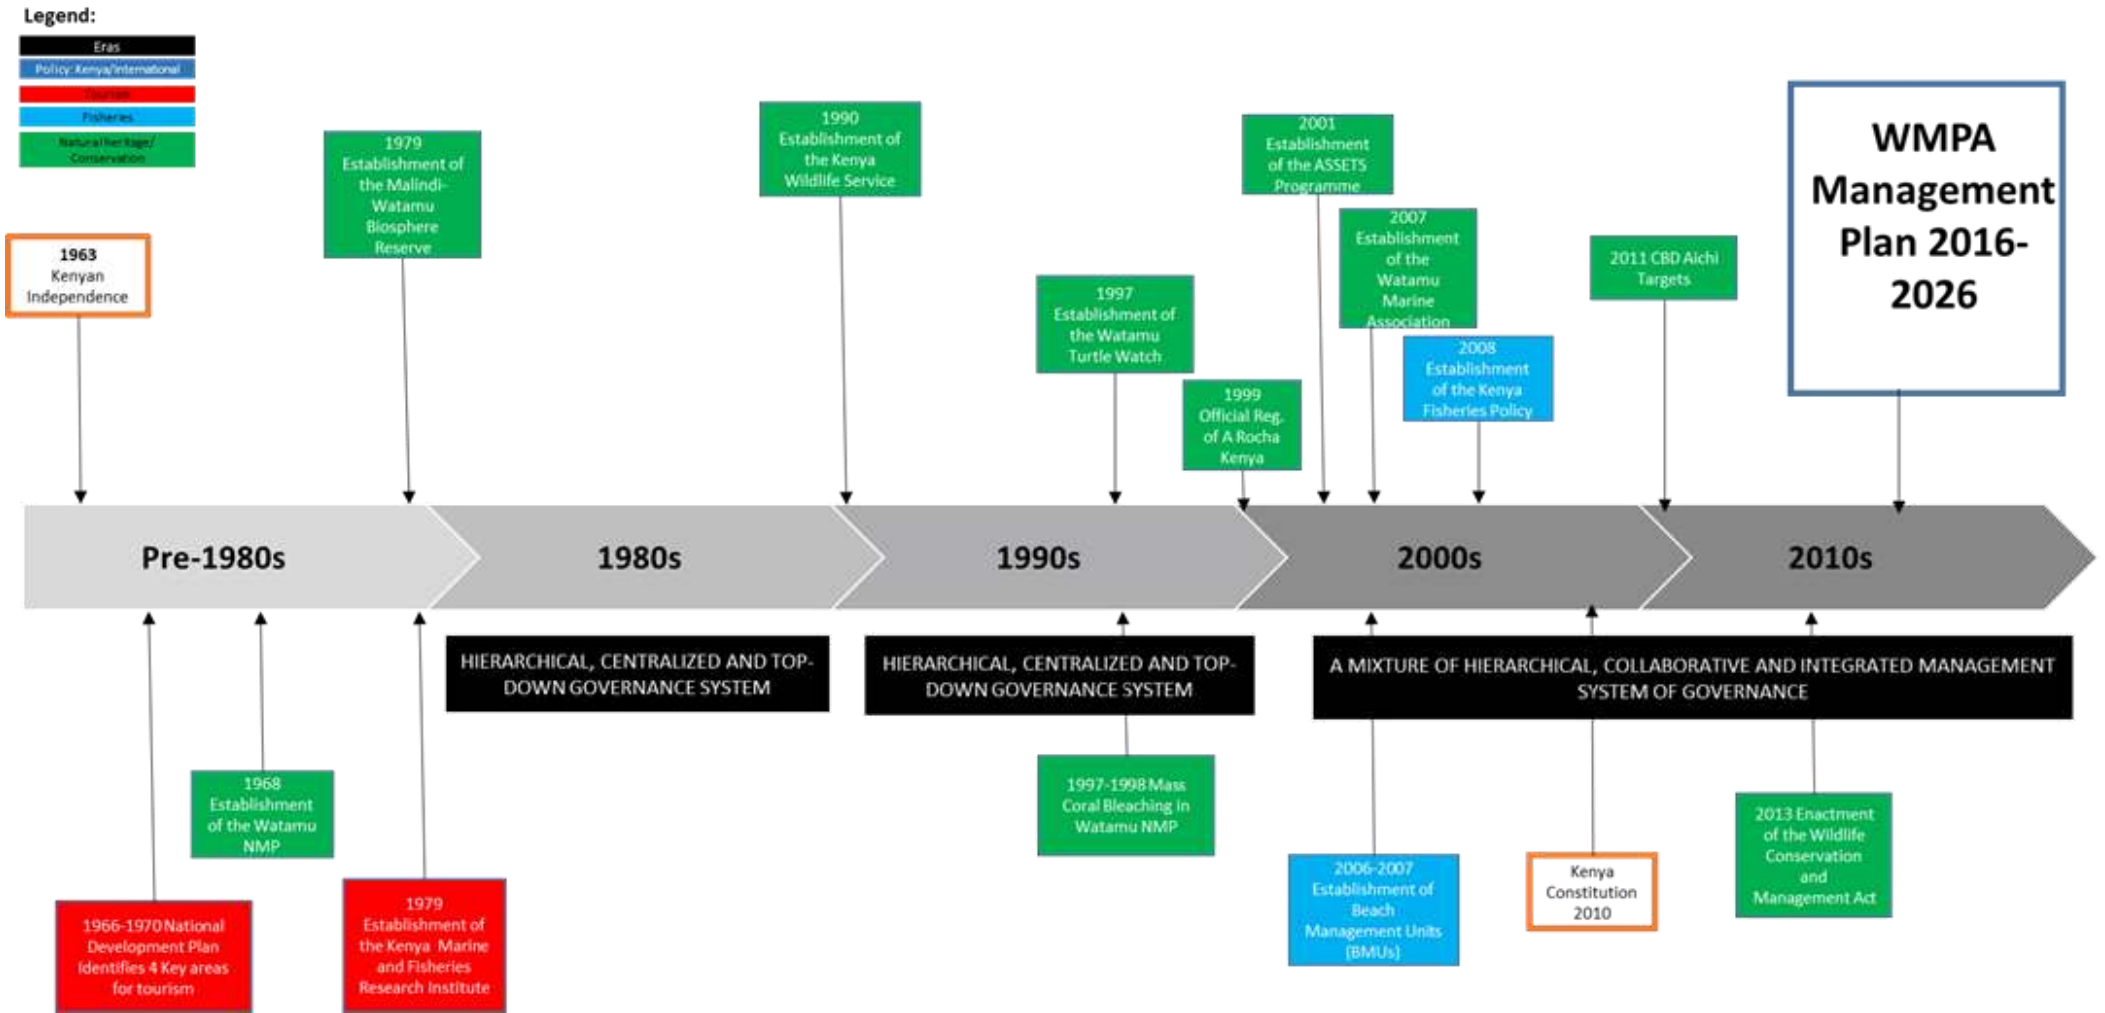 Legend:
Eras
Policy: Kenya/International
Tourism
Fisheries
Natural heritage/
Conservation
1963
Kenyan
Independence
1979
Establishment of
the Malindi-
Watamu
Biosphere
Reserve
1990
Establishment of
the Kenya
Wildlife Service
1997
Establishment of
the Watamu
Turtle Watch
1999
Official Reg.
of A Rocha
Kenya
2001
Establishment
of the ASSETS
Programme
2007
Establishment
of the
Watamu
Marine
Association
2008
Establishment
of the Kenya
Fisheries Policy
2011 CBD Aichi
Targets
WMPA
Management
Plan 2016-
2026
Pre-1980s
1980s
1990s
2000s
2010s
HIERARCHICAL, CENTRALIZED AND TOP-
DOWN GOVERNANCE SYSTEM
HIERARCHICAL, CENTRALIZED AND TOP-
DOWN GOVERNANCE SYSTEM
A MIXTURE OF HIERARCHICAL, COLLABORATIVE AND INTEGRATED MANAGEMENT
SYSTEM OF GOVERNANCE
1966-1970 National
Development Plan
Identifies 4 Key areas
for tourism
1968
Establishment
of the Watamu
NMP
1979
Establishment of
the Kenya Marine
and Fisheries
Research Institute
1997-1998 Mass
Coral Bleaching in
Watamu NMP
2006-2007
Establishment of
Beach
Management Units
(BMUs)
Kenya
Constitution
2010
2013 Enactment
of the Wildlife
Conservation
and
Management Act